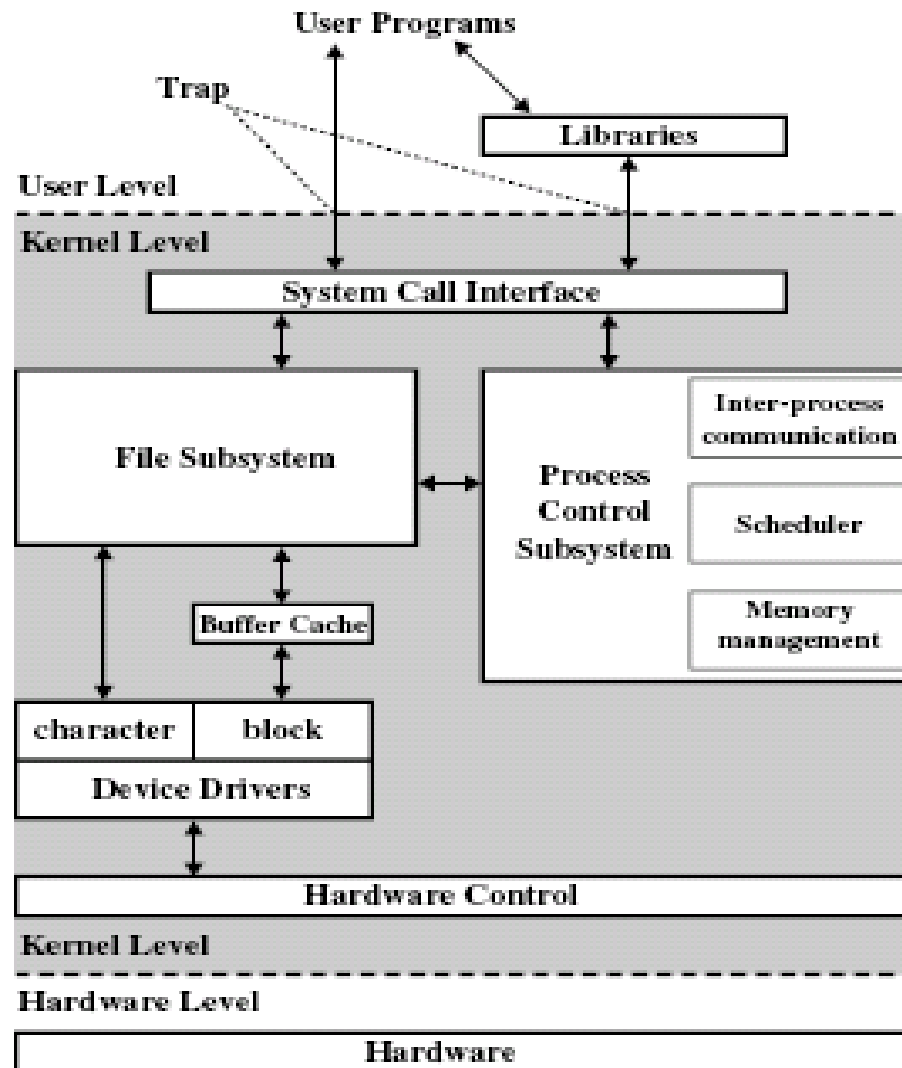 User Programs
Trap
Libraries
User Level
Kernel Level
System Call Interface
File Subsystem
Process
Control
Subsystem
Inter-process
communication
Scheduler
Memory
management
Buffer Cache
character
block
Device Drivers
Hardware Control
Kernel Level
Hardware Level
Hardware